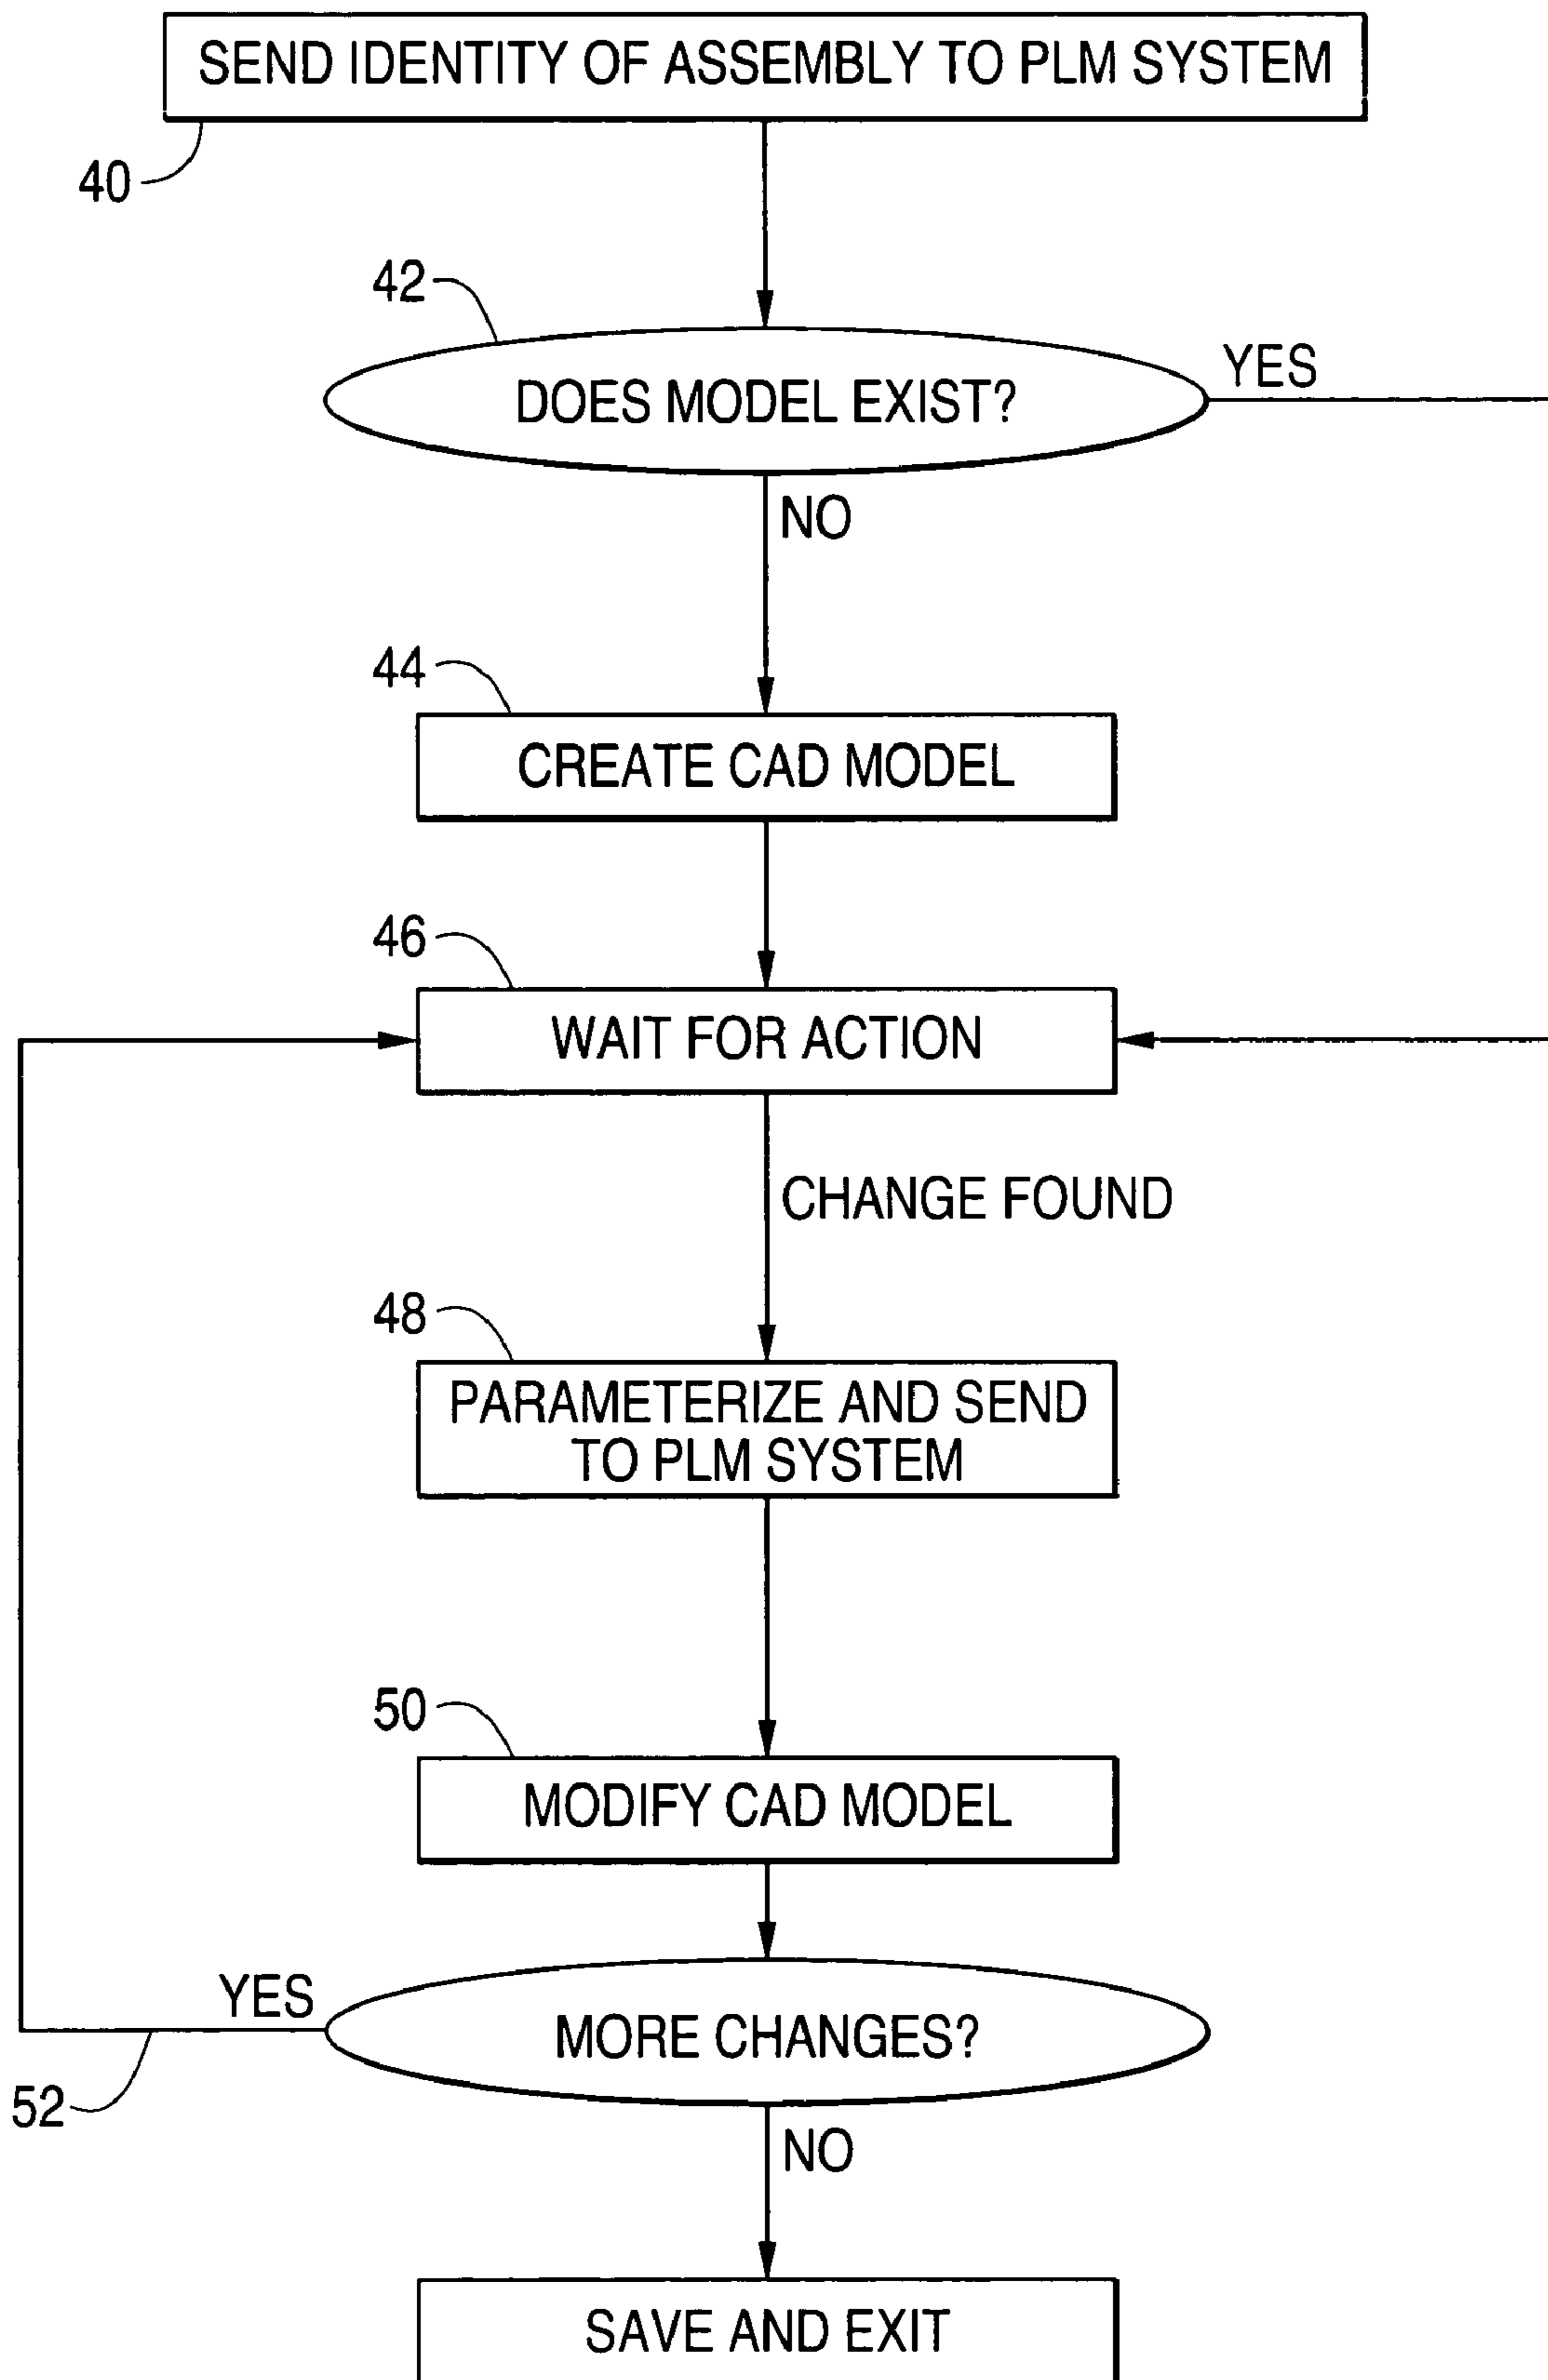 SEND IDENTITY OF ASSEMBLY TO PLM SYSTEM
40
42
DOES MODEL EXIST?
YES
NO
44
CREATE CAD MODEL
46
WAIT FOR ACTION
CHANGE FOUND
48
PARAMETERIZE AND SEND
TO PLM SYSTEM
50
MODIFY CAD MODEL
YES
MORE CHANGES?
52
NO
SAVE AND EXIT